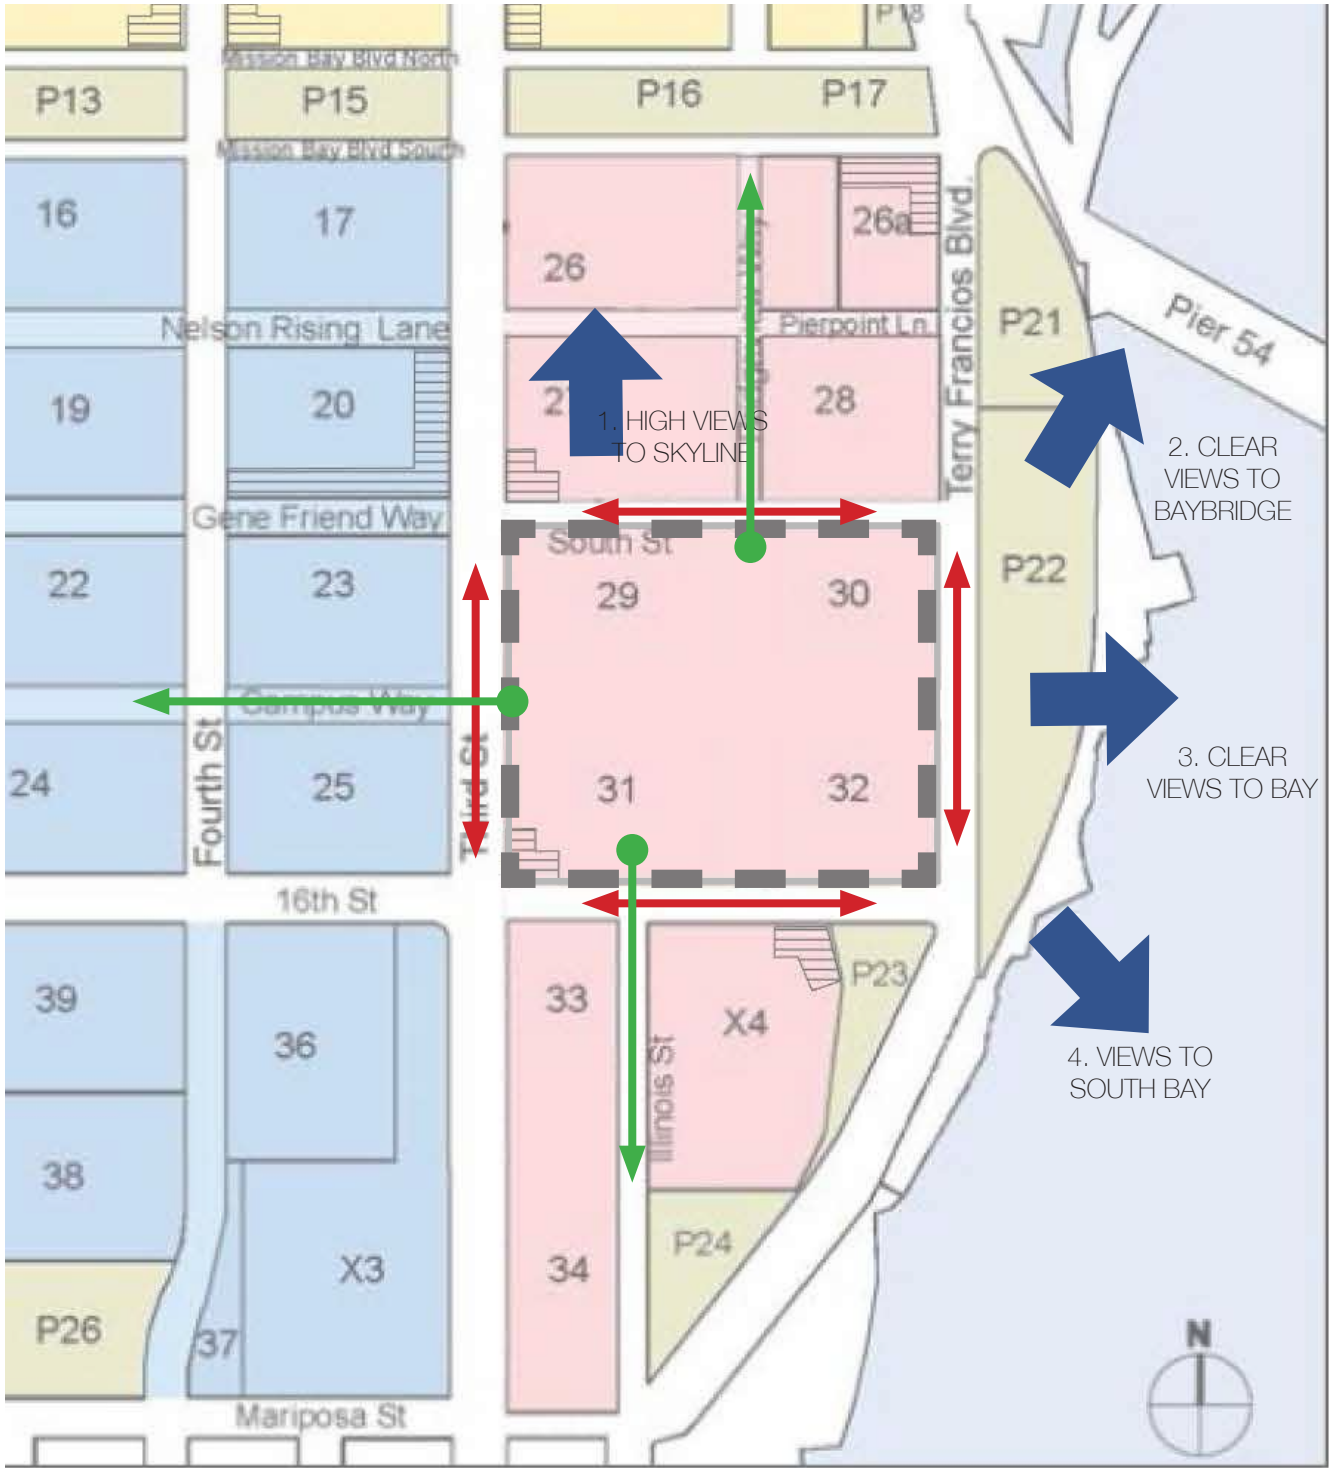 P18
Mission Bay Blvd North
P13
P15
P16
P17
Mission Bay Blvd South
16
17
26
26a
Terry Francios Blvd.
P21
Pier 54
Nelson Rising Lane
Pierpoint Ln.
19
20
27
28
1. HIGH VIEWS
TO SKYLINE
2. CLEAR
VIEWS TO
BAYBRIDGE
Gene Friend Way
South St
22
23
29
30
P22
Campus Way
Fourth St
Third St
24
25
31
32
3. CLEAR
VIEWS TO BAY
16th St
39
36
33
X4
P23
Illinois St
4. VIEWS TO
SOUTH BAY
38
X3
34
P24
P26
37
N
Mariposa St